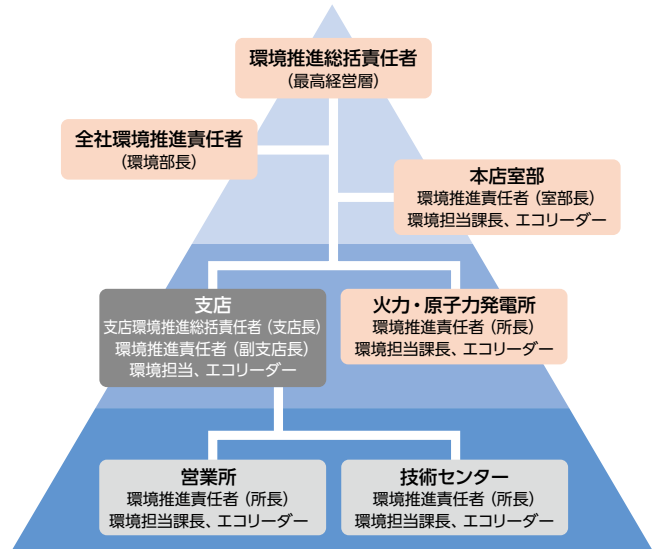 環境推進総括責任者
(最高経営層)
全社環境推進責任者
(環境部長)
本店室部
環境推進責任者(室部長)
環境担当課長、エコリーダー
支店
支店環境推進総括責任者(支店長)
環境推進責任者(副支店長)
環境担当、エコリーダー
火力・原子力発電所
環境推進責任者(所長)
環境担当課長、エコリーダー
営業所
環境推進責任者(所長)
環境担当課長、エコリーダー
技術センター
環境推進責任者(所長)
環境担当課長、エコリーダー